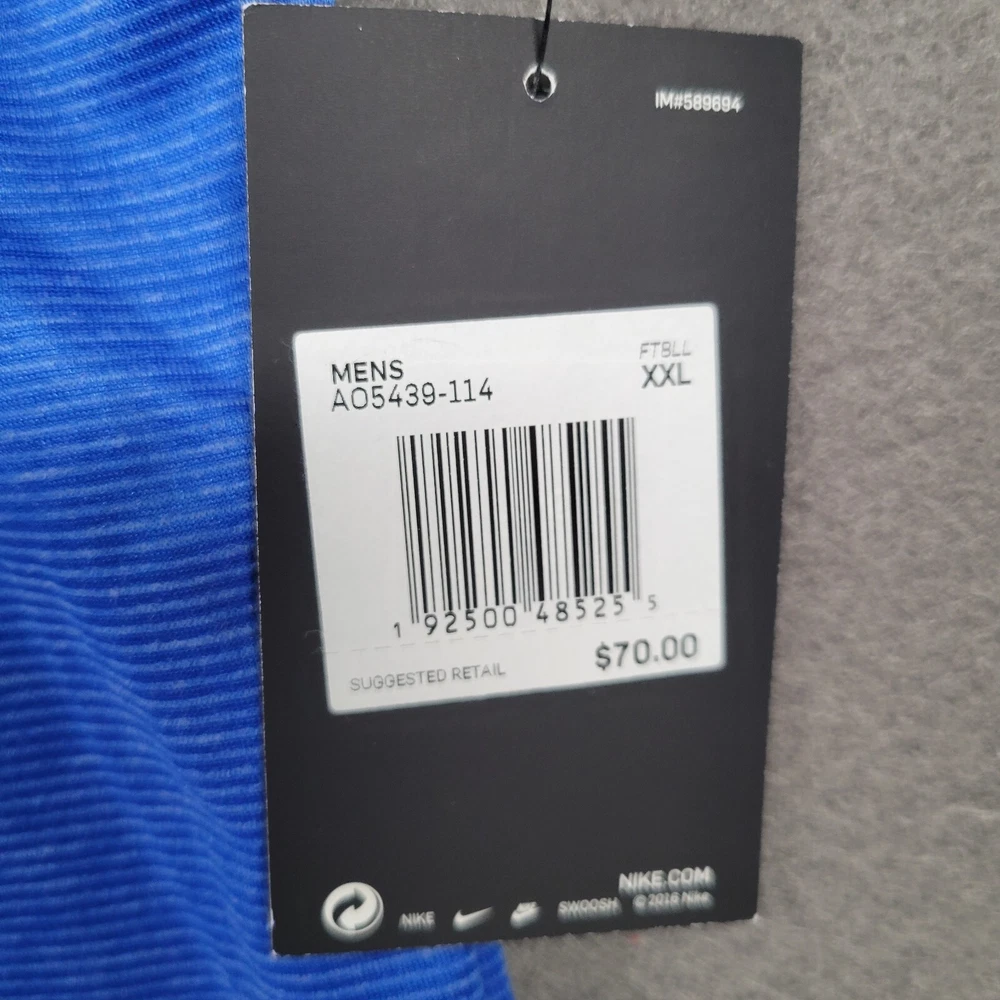 IM#589694
MENS
FTBLL
AO5439-114
XXL
1 92500 48525 5
SUGGESTED RETAIL
$70.00
NIKE.COM
NIKE
SWOOSH
© 2018 Nike